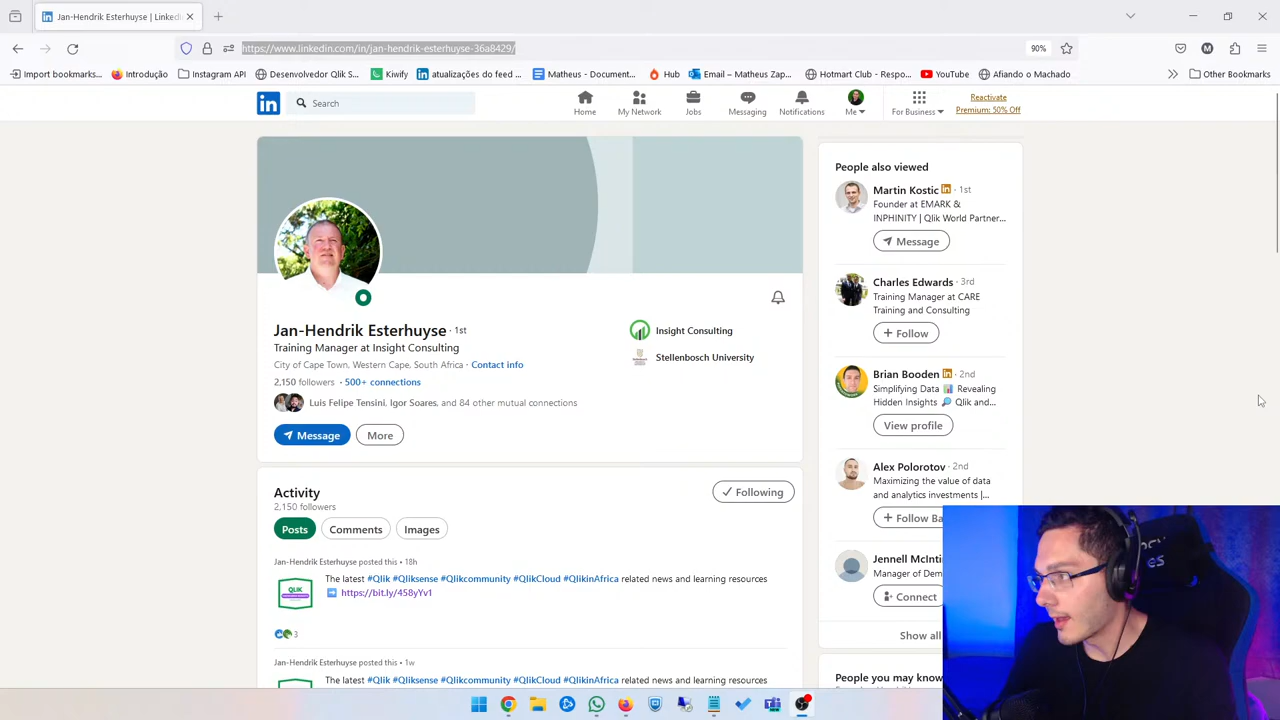 Jan-Hendrik Esterhuyse | LinkedI
https://www.linkedin.com/in/jan-hendrik-esterhuyse-36a8429/
90%
Import bookmarks...
Introdução
Instagram API
Desenvolvedor Qlik S...
Kiwify
atualizações do feed ...
Matheus - Document...
Hub
Email – Matheus Zap...
Hotmart Club - Respo...
YouTube
Afiando o Machado
Other Bookmarks
Search
Home
My Network
Jobs
Messaging
Notifications
Me
For Business
Reactivate
Premium: 50% Off
Jan-Hendrik Esterhuyse · 1st
Training Manager at Insight Consulting
City of Cape Town, Western Cape, South Africa · Contact info
2,150 followers · 500+ connections
Luis Felipe Tensini, Igor Soares, and 84 other mutual connections
Message
More
Insight Consulting
Stellenbosch University
Activity
2,150 followers
Following
Posts
Comments
Images
Jan-Hendrik Esterhuyse posted this • 18h
The latest #Qlik #Qliksense #Qlikcommunity #QlikCloud #QlikinAfrica related news and learning resources
https://bit.ly/458yYv1
QLIK
3
Jan-Hendrik Esterhuyse posted this • 1w
The latest #Qlik #Qliksense #Qlikcommunity #QlikCloud #QlikinAfrica related news and learning resources
People also viewed
Martin Kostic · 1st
Founder at EMARK &
INPHINITY | Qlik World Partner...
Message
Charles Edwards · 3rd
Training Manager at CARE
Training and Consulting
Follow
Brian Booden · 2nd
Simplifying Data 📊 Revealing
Hidden Insights 🔎 Qlik and...
View profile
Alex Polorotov · 2nd
Maximizing the value of data
and analytics investments |...
Follow Ba
Jennell McInti
Manager of Dem
Connect
Show all
People you may know